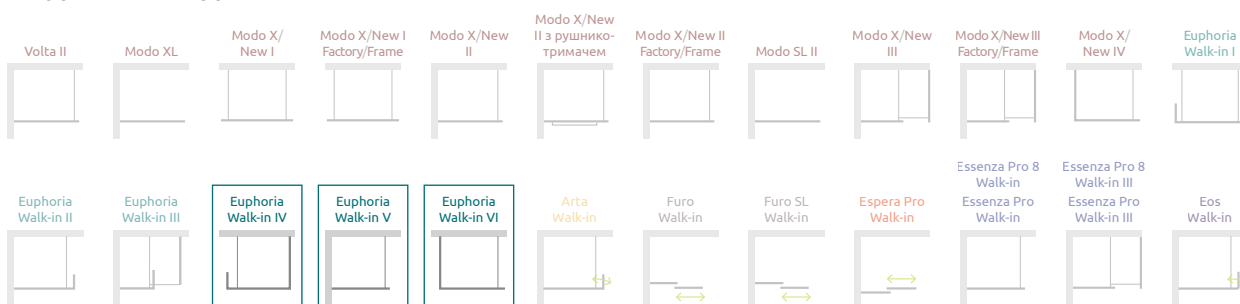 Volta II
Modo XL
Modo X/
New I
Modo X/New I
Factory/Frame
Modo X/New
II
Modo X/New
II з рушнико-
тримачем
Modo X/New II
Factory/Frame
Modo SL II
Modo X/New
III
Modo X/New III
Factory/Frame
Modo X/
New IV
Euphoria
Walk-in I
Euphoria
Walk-in II
Euphoria
Walk-in III
Euphoria
Walk-in IV
Euphoria
Walk-in V
Euphoria
Walk-in VI
Arta
Walk-in
Furo
Walk-in
Furo SL
Walk-in
Espera Pro
Walk-in
Essenza Pro 8
Walk-in
Essenza Pro
Walk-in
Essenza Pro 8
Walk-in III
Essenza Pro
Walk-in III
Eos
Walk-in